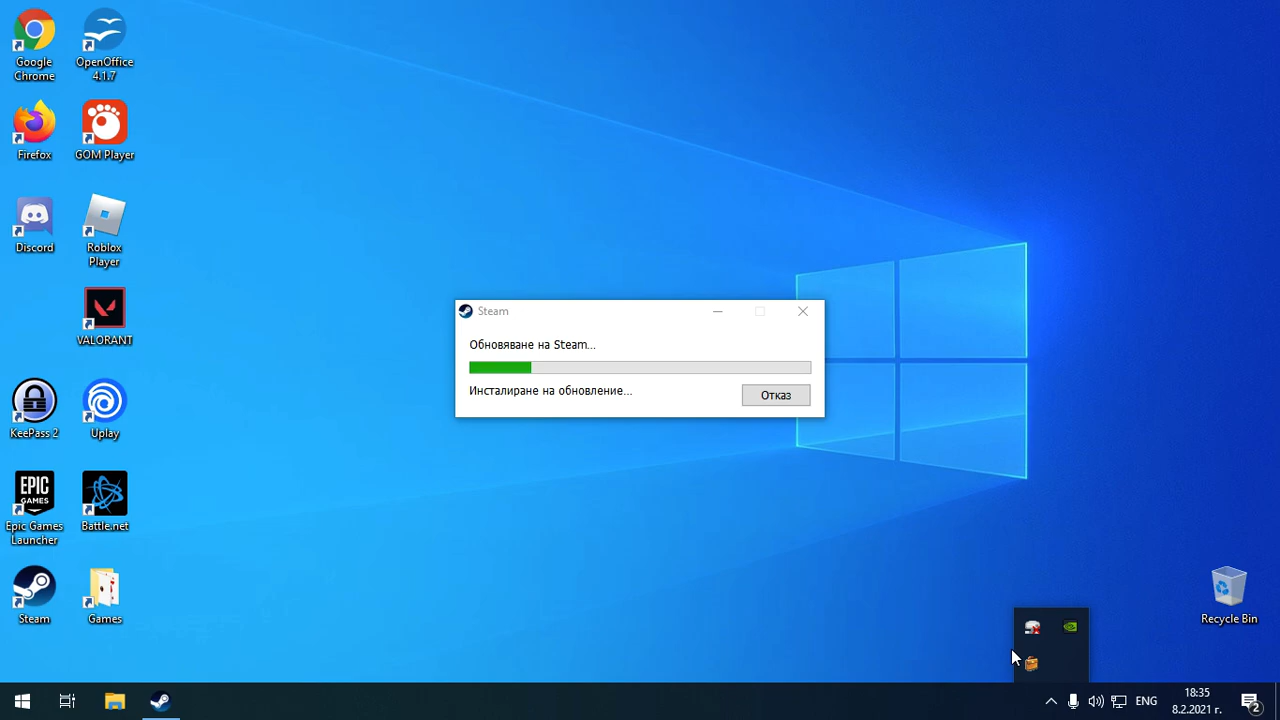 Google
Chrome
OpenOffice
4.1.7
Firefox
GOM Player
Discord
Roblox
Player
VALORANT
KeePass 2
Uplay
EPIC
GAMES
Epic Games
Launcher
Battle.net
Steam
Games
Steam
Обновяване на Steam...
Инсталиране на обновление...
Отказ
Recycle Bin
ENG
18:35
8.2.2021 г.
2